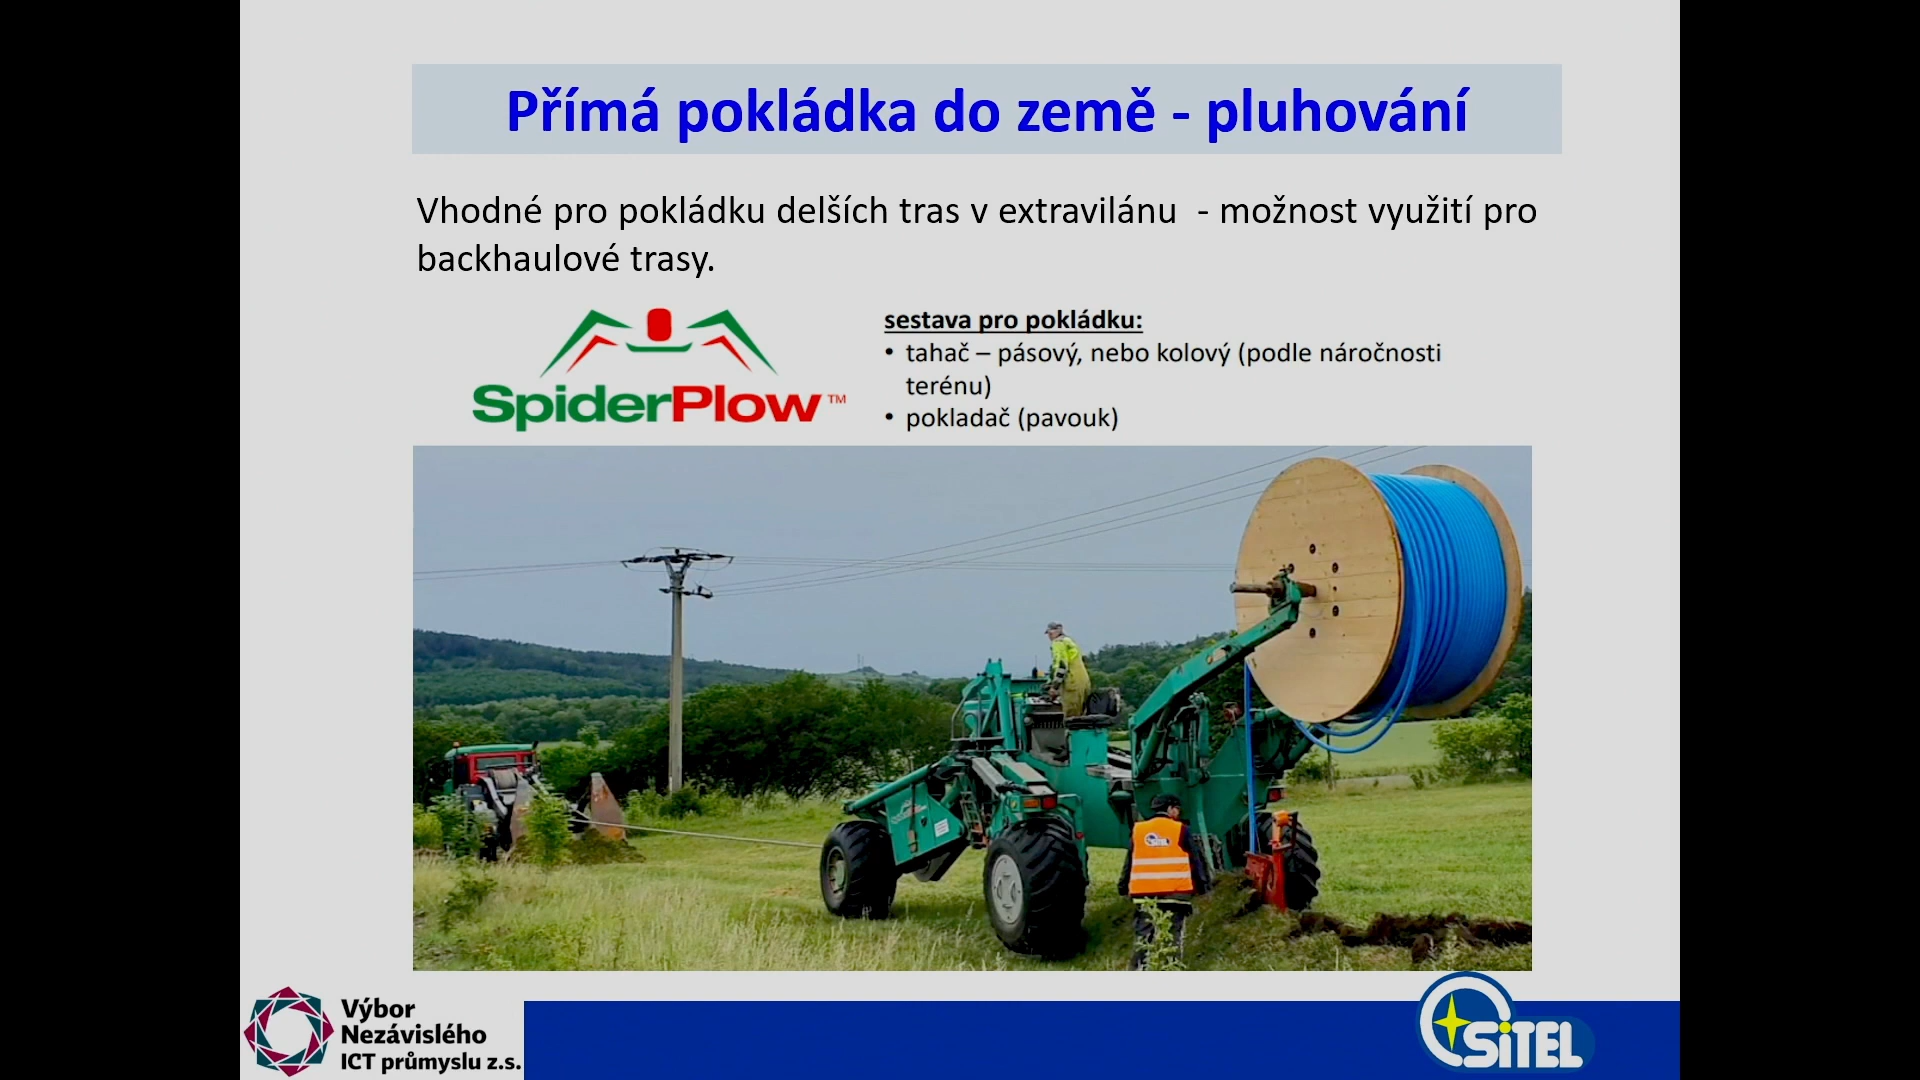 Přímá pokládka do země - pluhování
Vhodné pro pokládku delších tras v extravilánu - možnost využití pro
backhaulové trasy.
SpiderPlow™
sestava pro pokládku:
• tahač – pásový, nebo kolový (podle náročnosti
terénu)
• pokladač (pavouk)
SITEL
Výbor
Nezávislého
ICT průmyslu z.s.
SiTEL